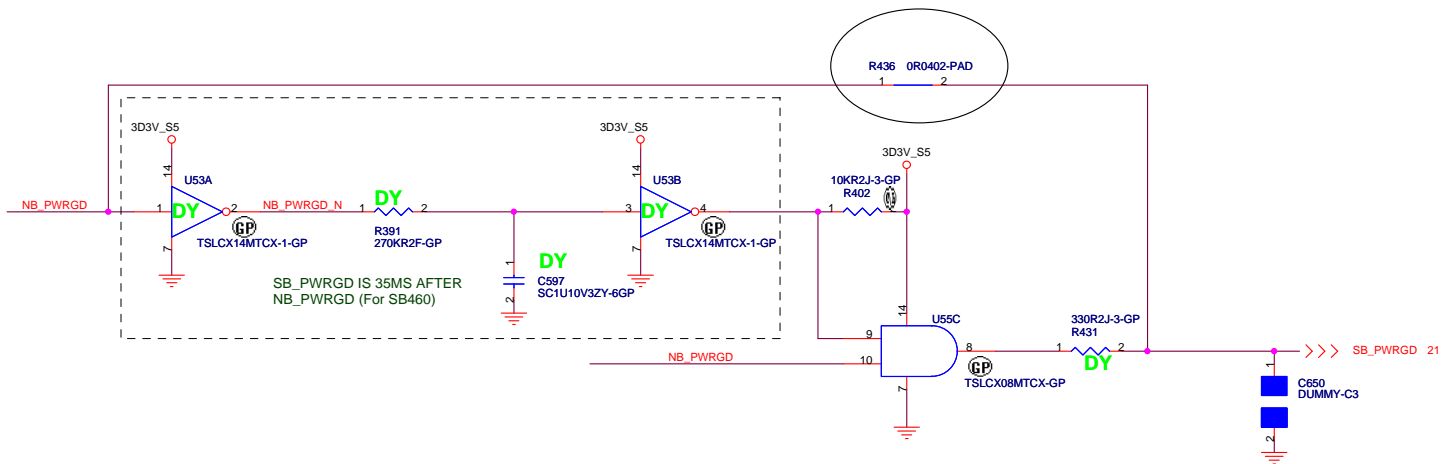 R436 0R0402-PAD
1 2
3D3V_S5
3D3V_S5
14
U53A
14
U53B
3D3V_S5
10KR2J-3-GP
R402
NB_PWRGD
1
DY
2
NB_PWRGD_N
1
DY
2
3
DY
4
1
GP
TSLCX14MTCX-1-GP
R391
270KR2F-GP
GP
TSLCX14MTCX-1-GP
7
7
SB_PWRGD IS 35MS AFTER
NB_PWRGD (For SB460)
1
DY
C597
SC1U10V3ZY-6GP
2
14
U55C
330R2J-3-GP
R431
9
NB_PWRGD
10
8
1
2
DY
GP
TSLCX08MTCX-GP
7
SB_PWRGD 21
1
C650
DUMMY-C3
2